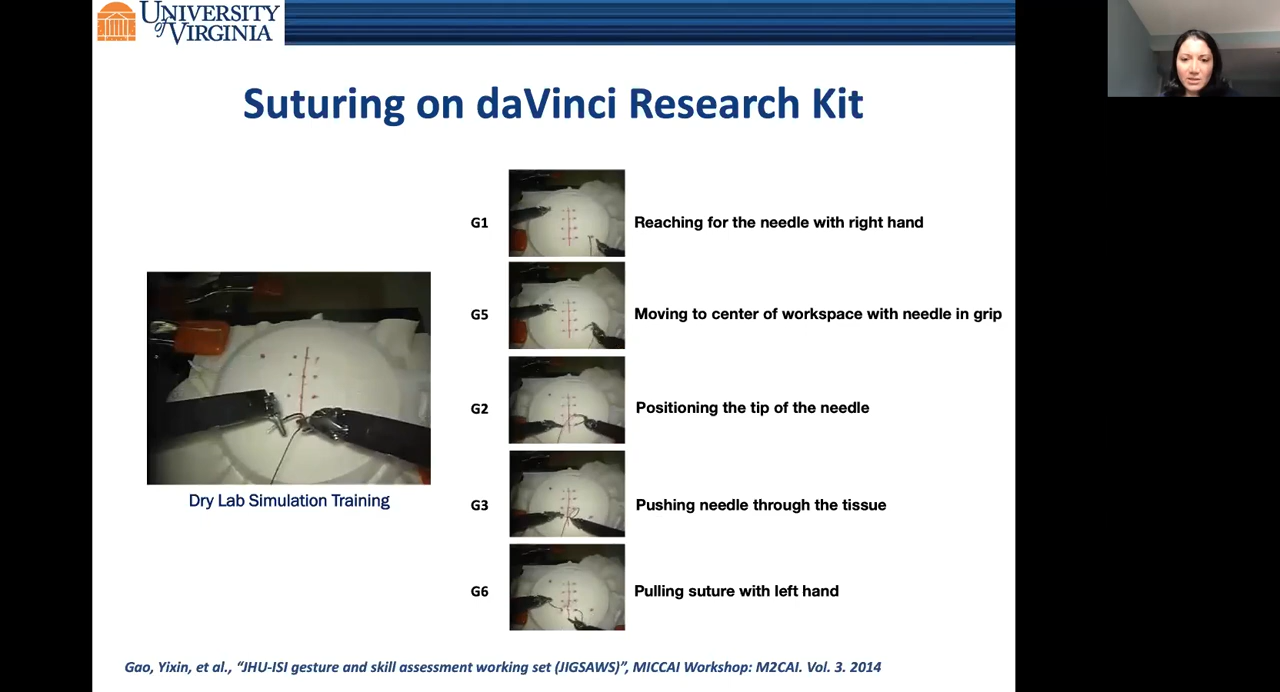 UNIVERSITY
of VIRGINIA
Suturing on daVinci Research Kit
G1 Reaching for the needle with right hand
G5 Moving to center of workspace with needle in grip
G2 Positioning the tip of the needle
G3 Pushing needle through the tissue
G6 Pulling suture with left hand
Dry Lab Simulation Training
Gao, Yixin, et al., “JHU-ISI gesture and skill assessment working set (JIGSAWS)”, MICCAI Workshop: M2CAI. Vol. 3. 2014